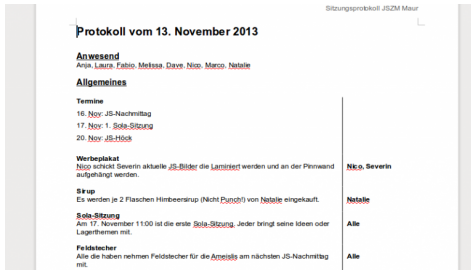 Sitzungsprotokoll JSZM Maur
Protokoll vom 13. November 2013
Anwesend
Anja, Laura, Fabio, Melissa, Dave, Nico, Marco, Natalie
Allgemeines
Termine
16. Nov: JS-Nachmittag
17. Nov: 1. Sola-Sitzung
20. Nov: JS-Höck
Werbeplakat
Nico schickt Severin aktuelle JS-Bilder die Laminiert werden und an der Pinnwand Nico, Severin
aufgehängt werden.
Sirup
Es werden je 2 Flaschen Himbeersirup (Nicht Punch!) von Natalie eingekauft. Natalie
Sola-Sitzung
Am 17. November 11:00 ist die erste Sola-Sitzung, Jeder bringt seine Ideen oder Alle
Lagerthemen mit.
Feldstecher
Alle die haben nehmen Feldstecher für die Ameislis am nächsten JS-Nachmittag Alle
mit.